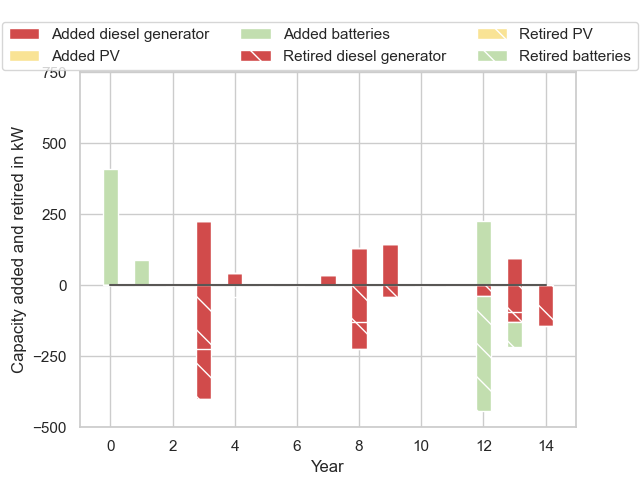 Added diesel generator Added batteries Retired PV
Added PV Retired diesel generator Retired batteries
750
500
250
0
−250
−500
Capacity added and retired in kW
0 2 4 6 8 10 12 14
Year